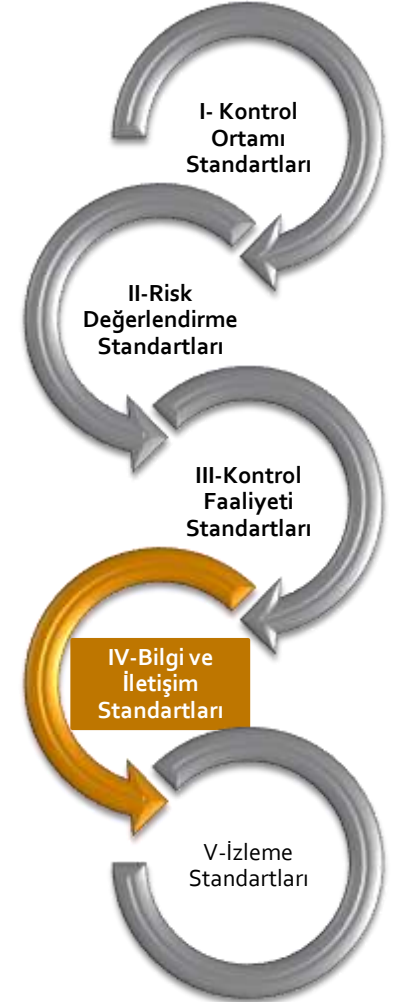 I- Kontrol
Ortamı
Standartları
II-Risk
Değerlendirme
Standartları
III-Kontrol
Faaliyeti
Standartları
IV-Bilgi ve
İletişim
Standartları
V-İzleme
Standartları